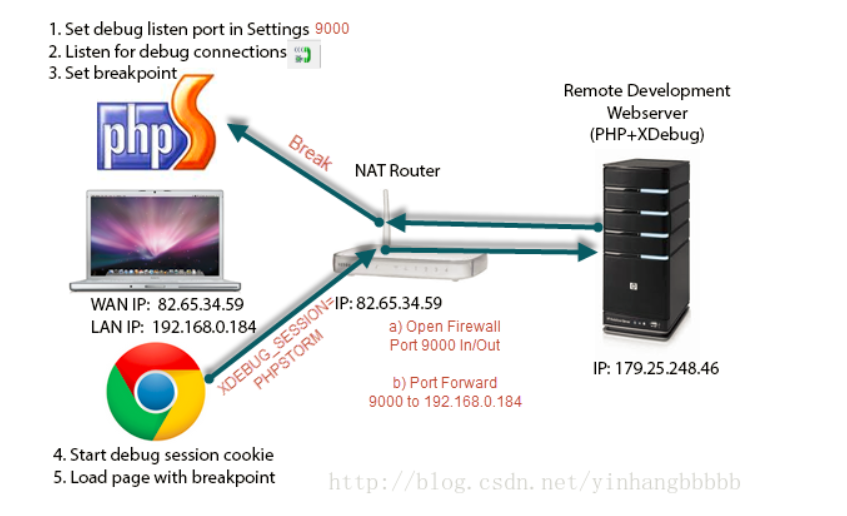 1. Set debug listen port in Settings 9000
2. Listen for debug connections
3. Set breakpoint
php S
Break
NAT Router
Remote Development
Webserver
(PHP+XDebug)
WAN IP: 82.65.34.59
LAN IP: 192.168.0.184
XDEBUG_SESSION=
PHPSTORM
IP: 82.65.34.59
a) Open Firewall
Port 9000 In/Out
b) Port Forward
9000 to 192.168.0.184
hp
IP: 179.25.248.46
4. Start debug session cookie
5. Load page with breakpoint
http://blog.csdn.net/yinhangbbbbb